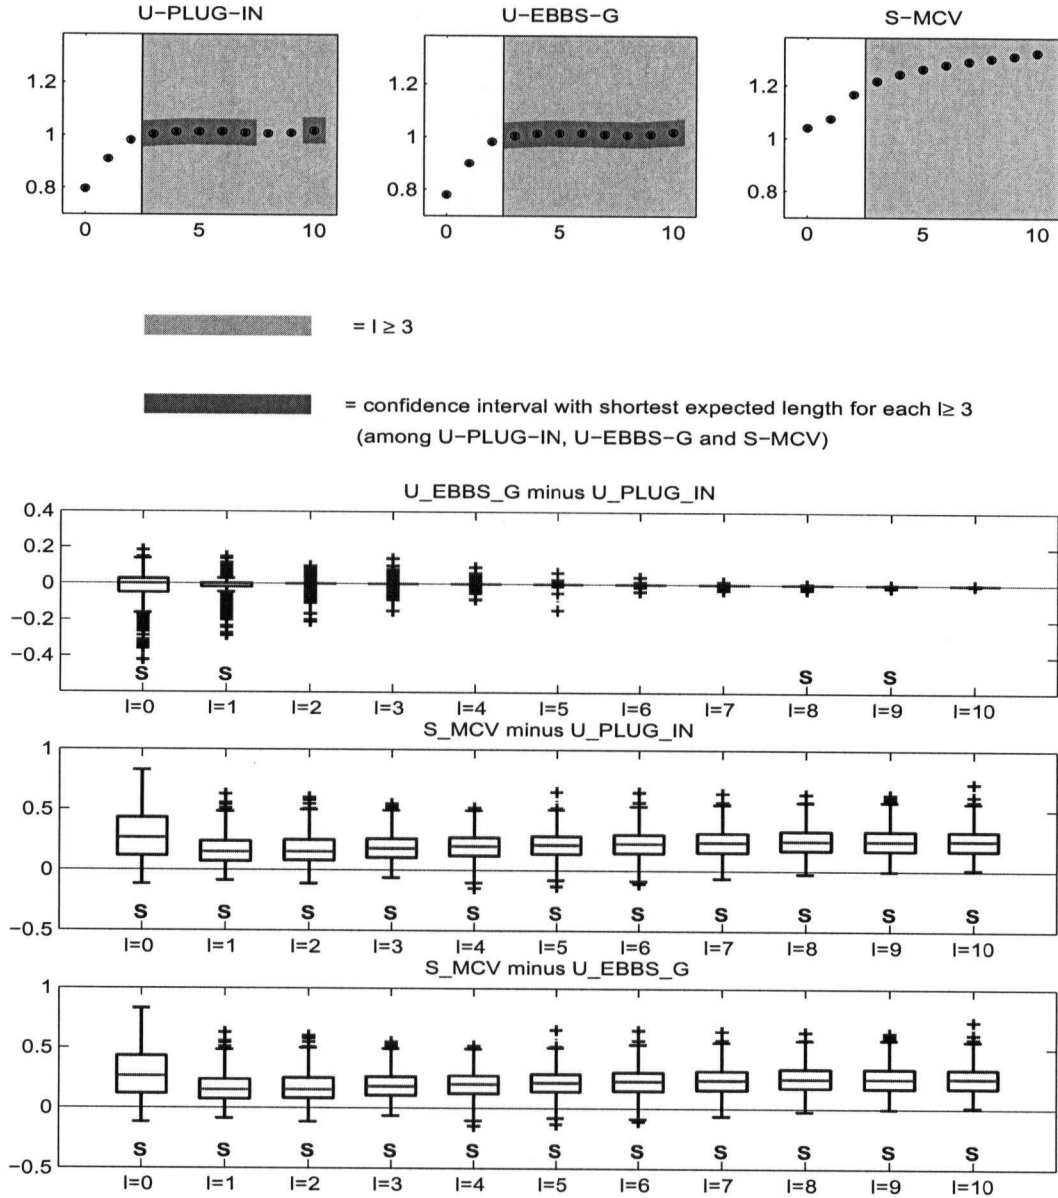 U-PLUG-IN U-EBBS-G S-MCV
1.2 1.2 1.2
1 1 1
0.8 0.8 0.8
0 5 10 0 5 10 0 5 10
= l ≥ 3
= confidence interval with shortest expected length for each l≥ 3
(among U-PLUG-IN, U-EBBS-G and S-MCV)
U_EBBS_G minus U_PLUG_IN
0.4
0.2
0
-0.2
-0.4
S S S S
l=0 l=1 l=2 l=3 l=4 l=5 l=6 l=7 l=8 l=9 l=10
S_MCV minus U_PLUG_IN
1
0.5
0
-0.5
S S S S S S S S S S S
l=0 l=1 l=2 l=3 l=4 l=5 l=6 l=7 l=8 l=9 l=10
S_MCV minus U_EBBS_G
1
0.5
0
-0.5
S S S S S S S S S S S
l=0 l=1 l=2 l=3 l=4 l=5 l=6 l=7 l=8 l=9 l=10